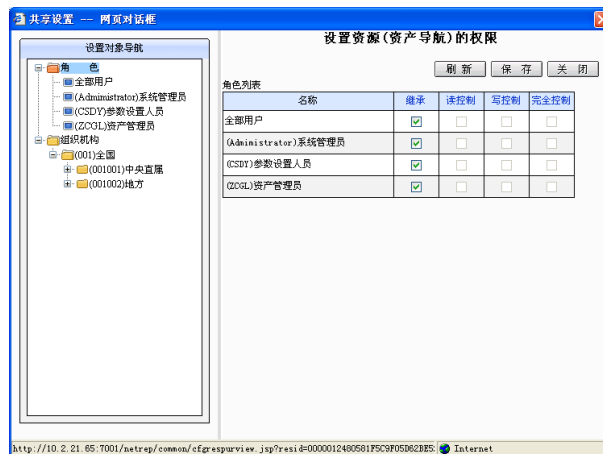 共享设置 -- 网页对话框
设置对象导航
角 色
全部用户
(Admimistrator)系统管理员
(CSDY)参数设置人员
(ZCGL)资产管理员
组织机构
(001)全国
(001001)中央直属
(001002)地方
设置资源(资产导航)的权限
刷 新 保 存 关 闭
角色列表
名称 继承 读控制 写控制 完全控制
全部用户
(Admimistrator)系统管理员
(CSDY)参数设置人员
(ZCGL)资产管理员
http://10.2.21.65:7001/netrep/common/cfgrespurview.jsp?resid=0000012480581F5C9F05D62BE5: Internet